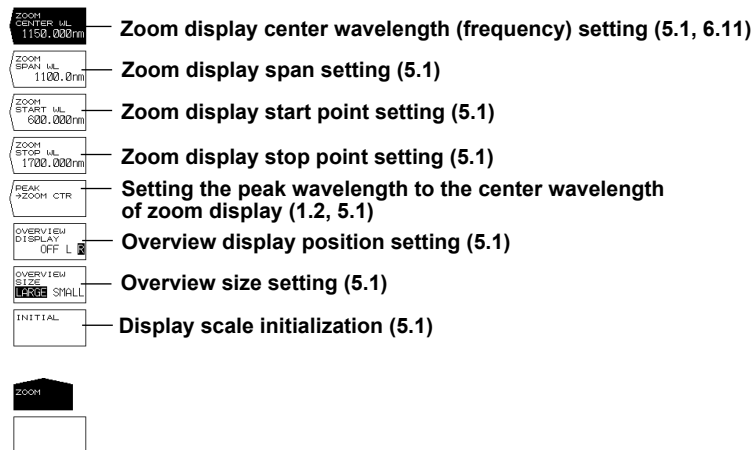 ZOOM
CENTER WL
1150.000nm
Zoom display center wavelength (frequency) setting (5.1, 6.11)
ZOOM
SPAN WL
1100.0nm
Zoom display span setting (5.1)
ZOOM
START WL
600.000nm
Zoom display start point setting (5.1)
ZOOM
STOP WL
1700.000nm
Zoom display stop point setting (5.1)
PEAK
→ZOOM CTR
Setting the peak wavelength to the center wavelength
of zoom display (1.2, 5.1)
OVERVIEW
DISPLAY
OFF L R
Overview display position setting (5.1)
OVERVIEW
SIZE
LARGE SMALL
Overview size setting (5.1)
INITIAL
Display scale initialization (5.1)
ZOOM